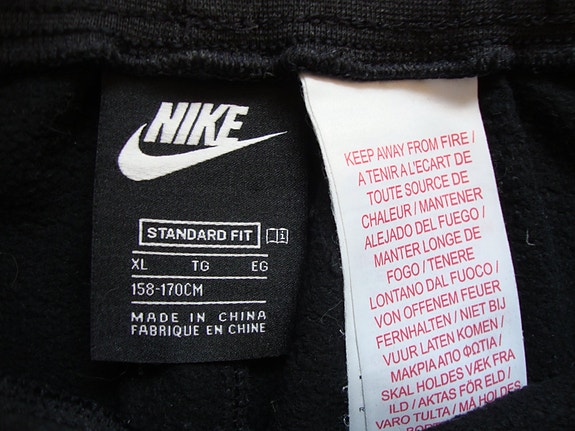 NIKE
STANDARD FIT
XL TG EG
158-170CM
MADE IN CHINA
FABRIQUE EN CHINE
KEEP AWAY FROM FIRE /
A TENIR A L'ECART DE
TOUTE SOURCE DE
CHALEUR / MANTENER
ALEJADO DEL FUEGO /
MANTER LONGE DE
FOGO / TENERE
LONTANO DAL FUOCO /
VON OFFENEM FEUER
FERNHALTEN / NIET BIJ
VUUR LATEN KOMEN /
ΜΑΚΡΙΑ ΑΠΟ ΦΩΤΙΑ /
SKAL HOLDES VÆK FRA
ILD / AKTAS FÖR ELD /
VARO TULTA / MÅ HOLDES